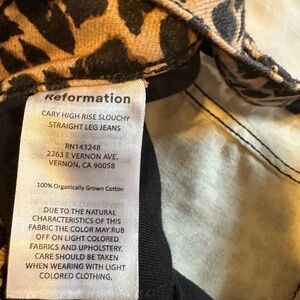 Reformation
CARY HIGH RISE SLOUCHY
STRAIGHT LEG JEANS
RN143248
2263 E VERNON AVE.
VERNON, CA 90058
100% Organically Grown Cotton
DUE TO THE NATURAL
CHARACTERISTICS OF THIS
FABRIC THE COLOR MAY RUB
OFF ON LIGHT COLORED
FABRICS AND UPHOLSTERY.
CARE SHOULD BE TAKEN
WHEN WEARING WITH LIGHT
COLORED CLOTHING.